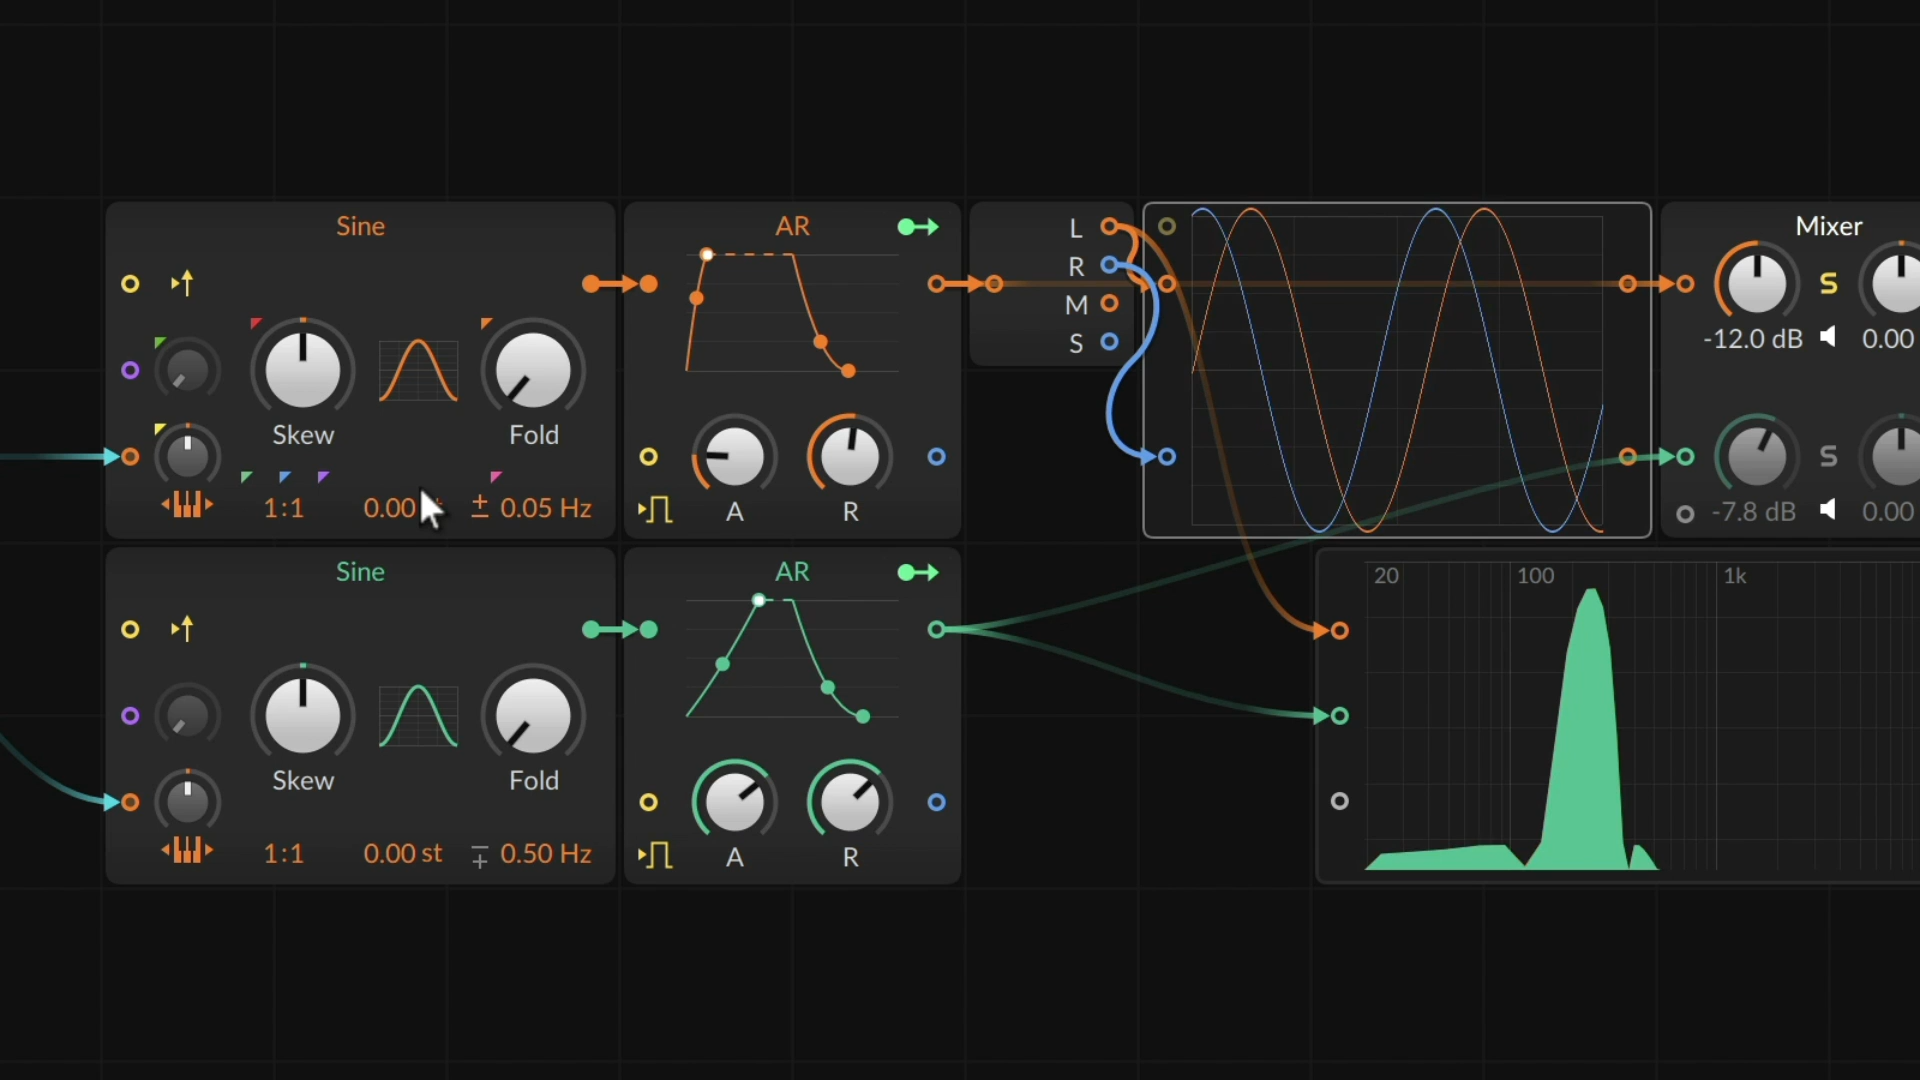 Sine
Skew
Fold
1:1
0.00
± 0.05 Hz
AR
A
R
L
R
M
S
Mixer
S
-12.0 dB
0.00
S
-7.8 dB
0.00
Sine
Skew
Fold
1:1
0.00 st
∓ 0.50 Hz
AR
A
R
20
100
1k